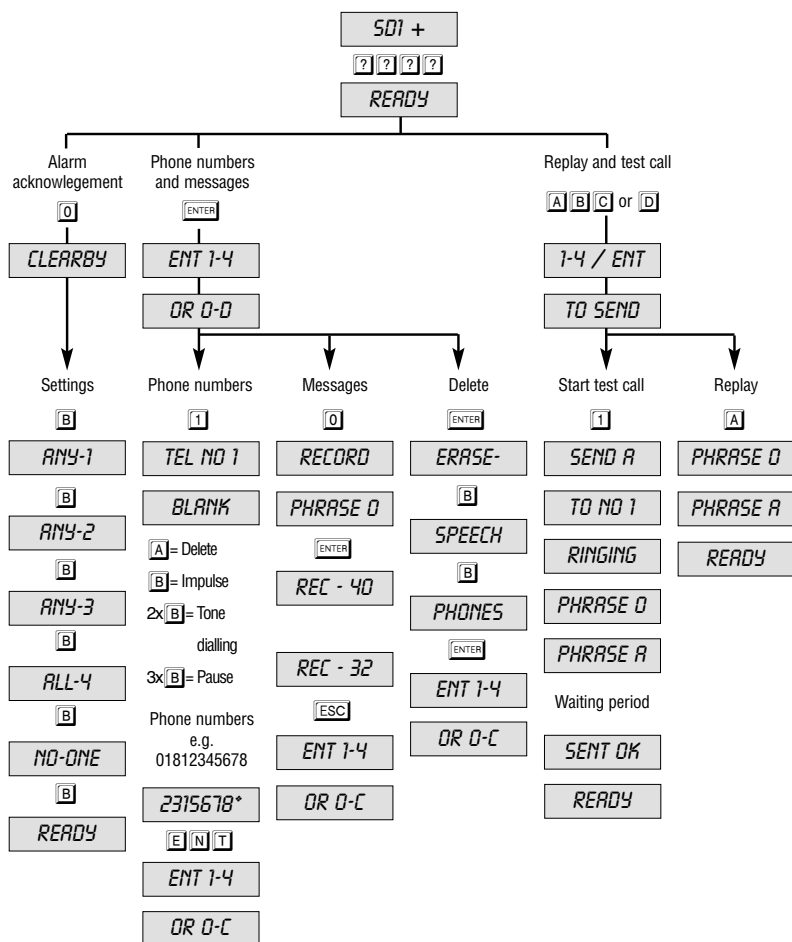 SD1 +
? ? ? ?
READY
Alarm
acknowlegement
0
CLEARBY
Settings
B
ANY-1
B
ANY-2
B
ANY-3
B
ALL-4
B
NO-ONE
B
READY
Phone numbers
and messages
ENTER
ENT 1-4
OR 0-D
Phone numbers
1
TEL NO 1
BLANK
A = Delete
B = Impulse
2x B = Tone
dialling
3x B = Pause
Phone numbers
e.g.
01812345678
2315678*
E N T
ENT 1-4
OR 0-C
Messages
0
RECORD
PHRASE 0
ENTER
REC - 40
REC - 32
ESC
ENT 1-4
OR 0-C
Delete
ENTER
ERASE-
B
SPEECH
B
PHONES
ENTER
ENT 1-4
OR 0-C
Replay and test call
A B C or D
1-4 / ENT
TO SEND
Start test call
1
SEND A
TO NO 1
RINGING
PHRASE 0
PHRASE A
Waiting period
SENT OK
READY
Replay
A
PHRASE 0
PHRASE A
READY